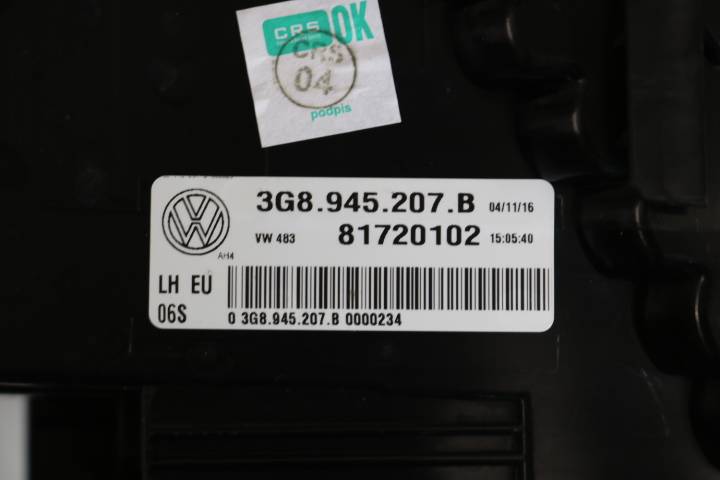 CRS OK
CRS
04
podpis
3G8.945.207.B 04/11/16
VW 483 81720102 15:05:40
AH4
LH EU
06S
0 3G8.945.207.B 0000234